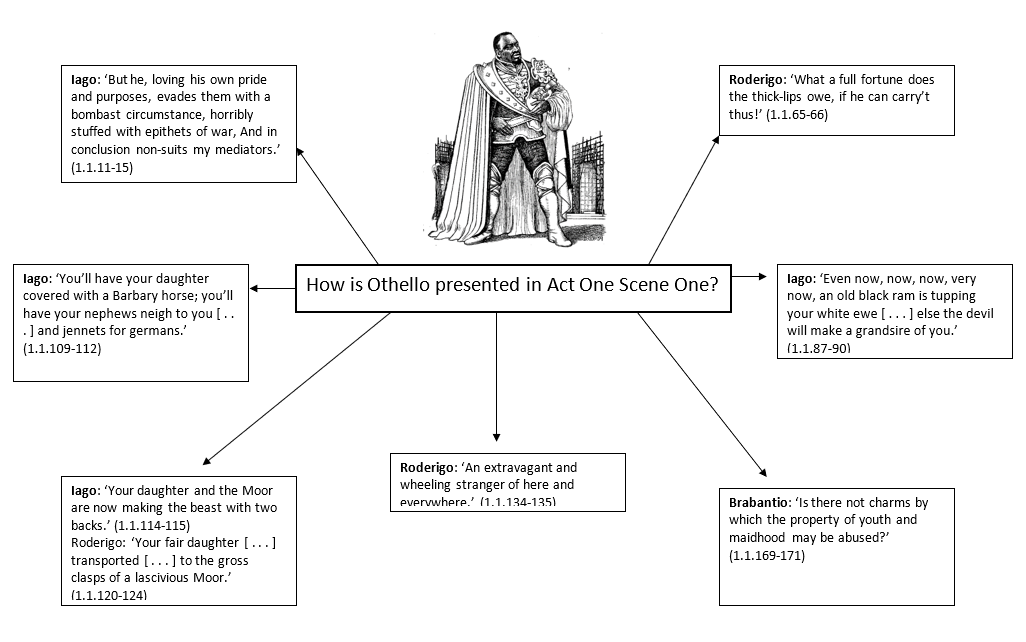 Iago: ‘But he, loving his own pride
and purposes, evades them with a
bombast circumstance, horribly
stuffed with epithets of war, And in
conclusion non-suits my mediators.’
(1.1.11-15)
Roderigo: ‘What a full fortune does
the thick-lips owe, if he can carry’t
thus!’ (1.1.65-66)
How is Othello presented in Act One Scene One?
Iago: ‘You’ll have your daughter
covered with a Barbary horse; you’ll
have your nephews neigh to you [ . .
. ] and jennets for germans.’
(1.1.109-112)
Iago: ‘Even now, now, now, very
now, an old black ram is tupping
your white ewe [ . . . ] else the devil
will make a grandsire of you.’
(1.1.87-90)
Iago: ‘Your daughter and the Moor
are now making the beast with two
backs.’ (1.1.114-115)
Roderigo: ‘Your fair daughter [ . . . ]
transported [ . . . ] to the gross
clasps of a lascivious Moor.’
(1.1.120-124)
Roderigo: ‘An extravagant and
wheeling stranger of here and
everywhere.’ (1.1.134-135)
Brabantio: ‘Is there not charms by
which the property of youth and
maidhood may be abused?’
(1.1.169-171)